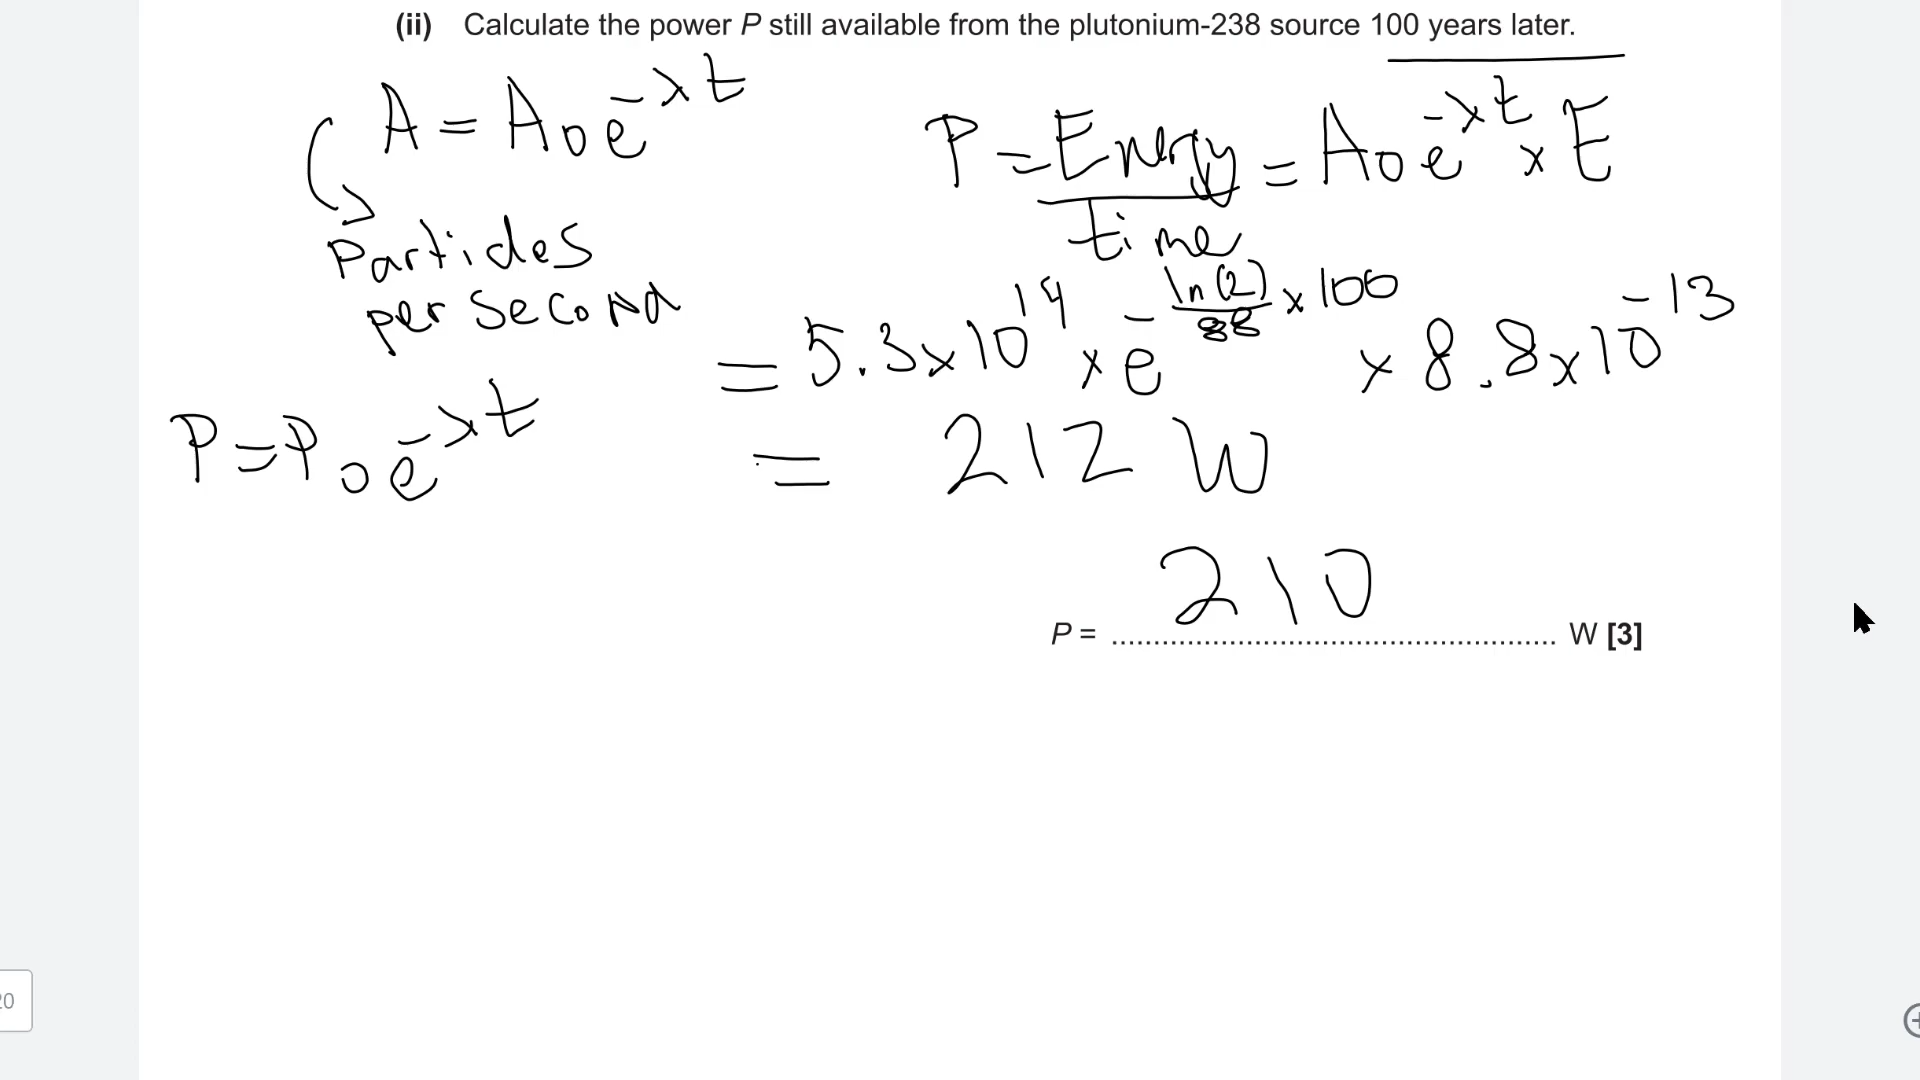 (ii) Calculate the power P still available from the plutonium-238 source 100 years later.
A = A₀e^-λt
Particles
per second
P = P₀e^-λt
P = Energy/time = A₀e^-λt × E
= 5.3×10^14 × e^-ln(2)/88 × 100 × 8.8×10^-13
= 212 W
210
P = ........................................................ W [3]
20